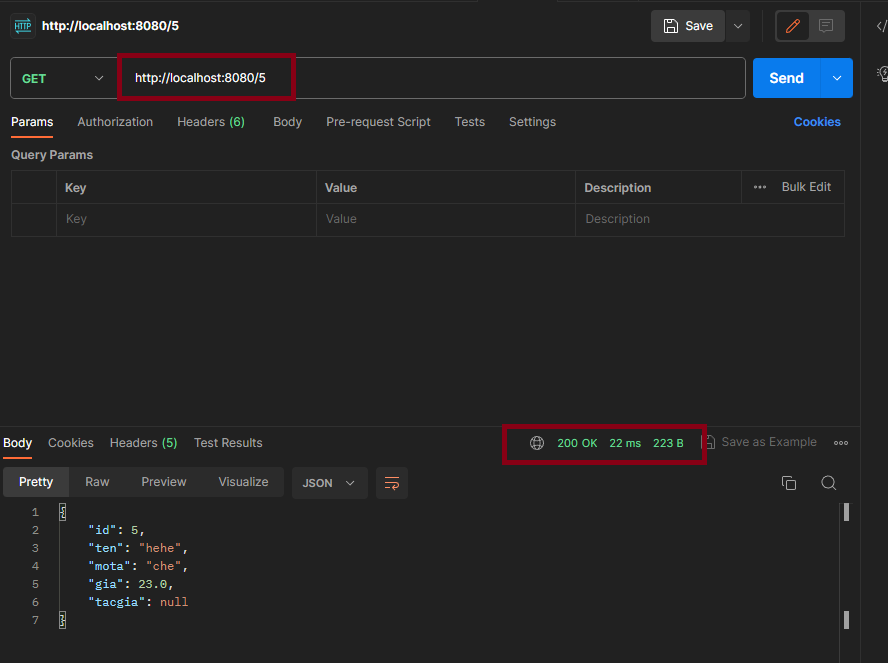 HTTP http://localhost:8080/5 Save
GET http://localhost:8080/5 Send
Params Authorization Headers (6) Body Pre-request Script Tests Settings Cookies
Query Params
Key Value Description Bulk Edit
Key Value Description
Body Cookies Headers (5) Test Results 200 OK 22 ms 223 B Save as Example
Pretty Raw Preview Visualize JSON
1 {
2 "id": 5,
3 "ten": "hehe",
4 "mota": "che",
5 "gia": 23.0,
6 "tacgia": null
7 }